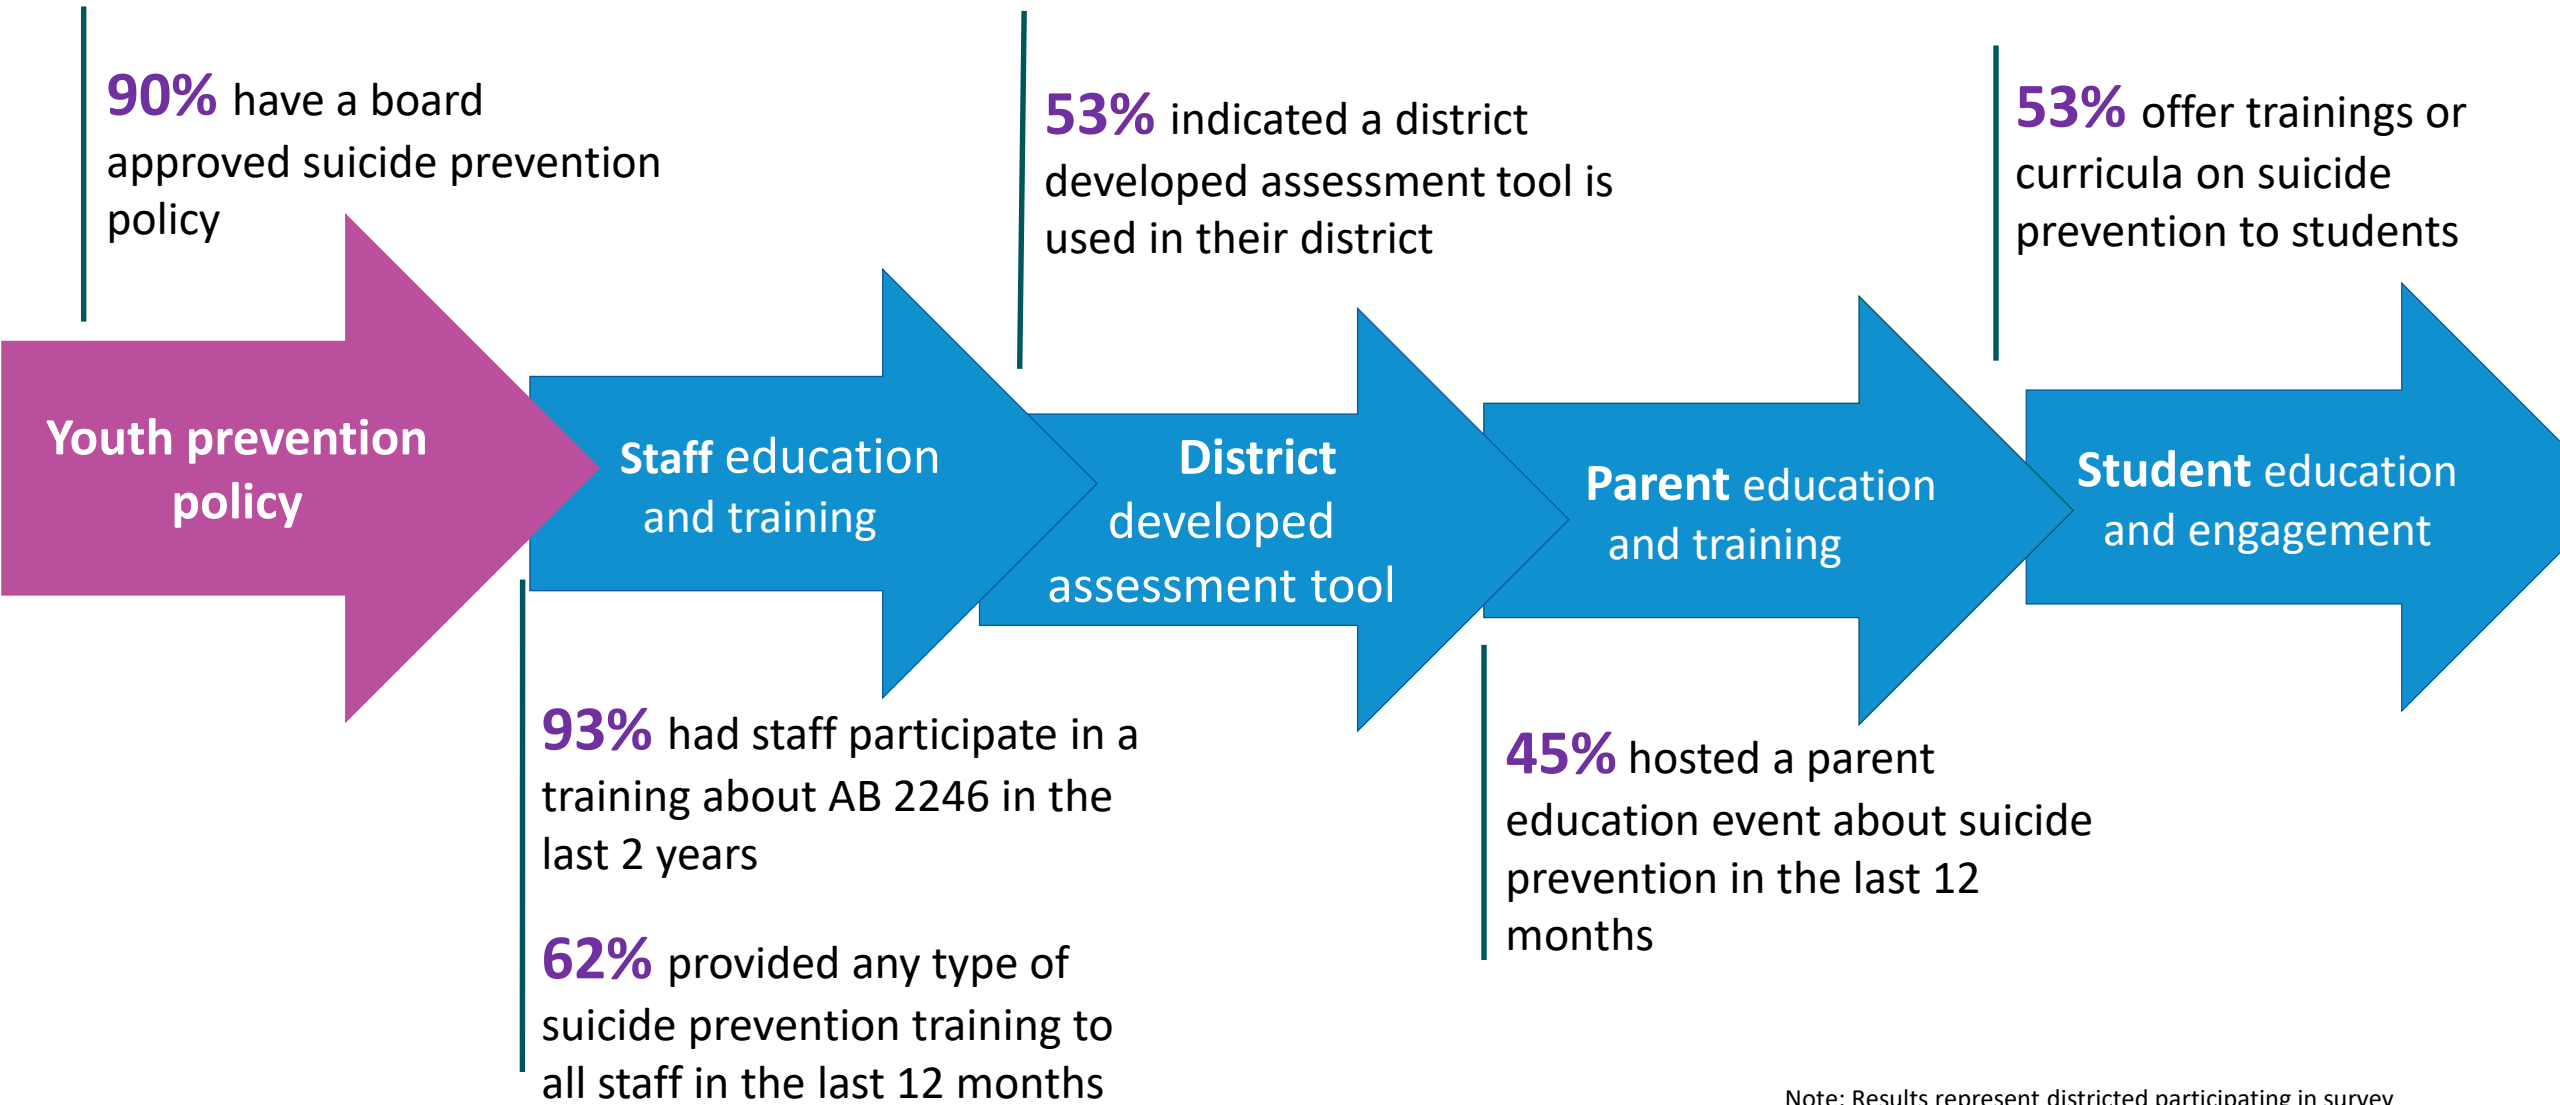 90% have a board
approved suicide prevention
policy
53% indicated a district
developed assessment tool is
used in their district
53% offer trainings or
curricula on suicide
prevention to students
Youth prevention
policy
Staff education
and training
District
developed
assessment tool
Parent education
and training
Student education
and engagement
93% had staff participate in a
training about AB 2246 in the
last 2 years
62% provided any type of
suicide prevention training to
all staff in the last 12 months
45% hosted a parent
education event about suicide
prevention in the last 12
months
Note: Results represent districted participating in survey